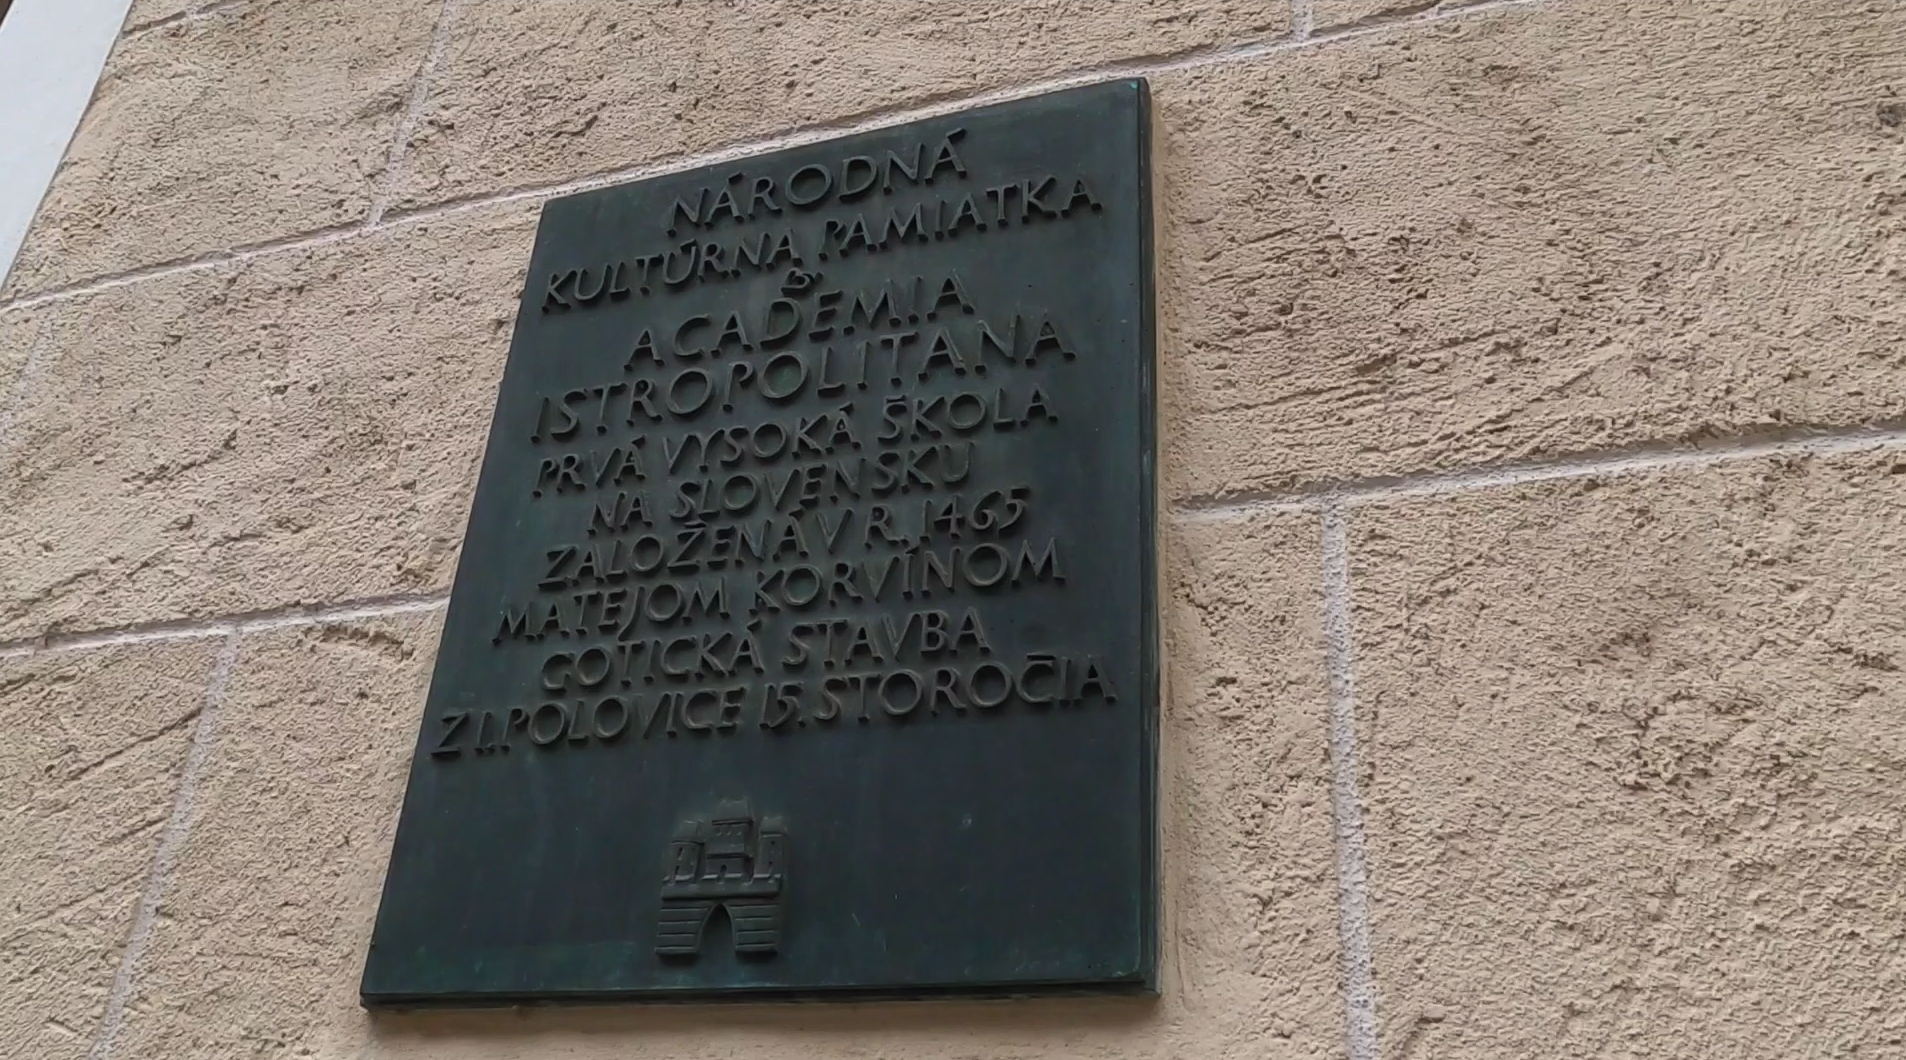 NÁRODNÁ
KULTÚRNA PAMIATKA
ACADEMIA
ISTROPOLITANA
PRVÁ VYSOKÁ ŠKOLA
NA SLOVENSKU
ZALOŽENÁ V R. 1465
MATEJOM KORVÍNOM
GOTICKÁ STAVBA
Z 1. POLOVICE 15. STOROČIA